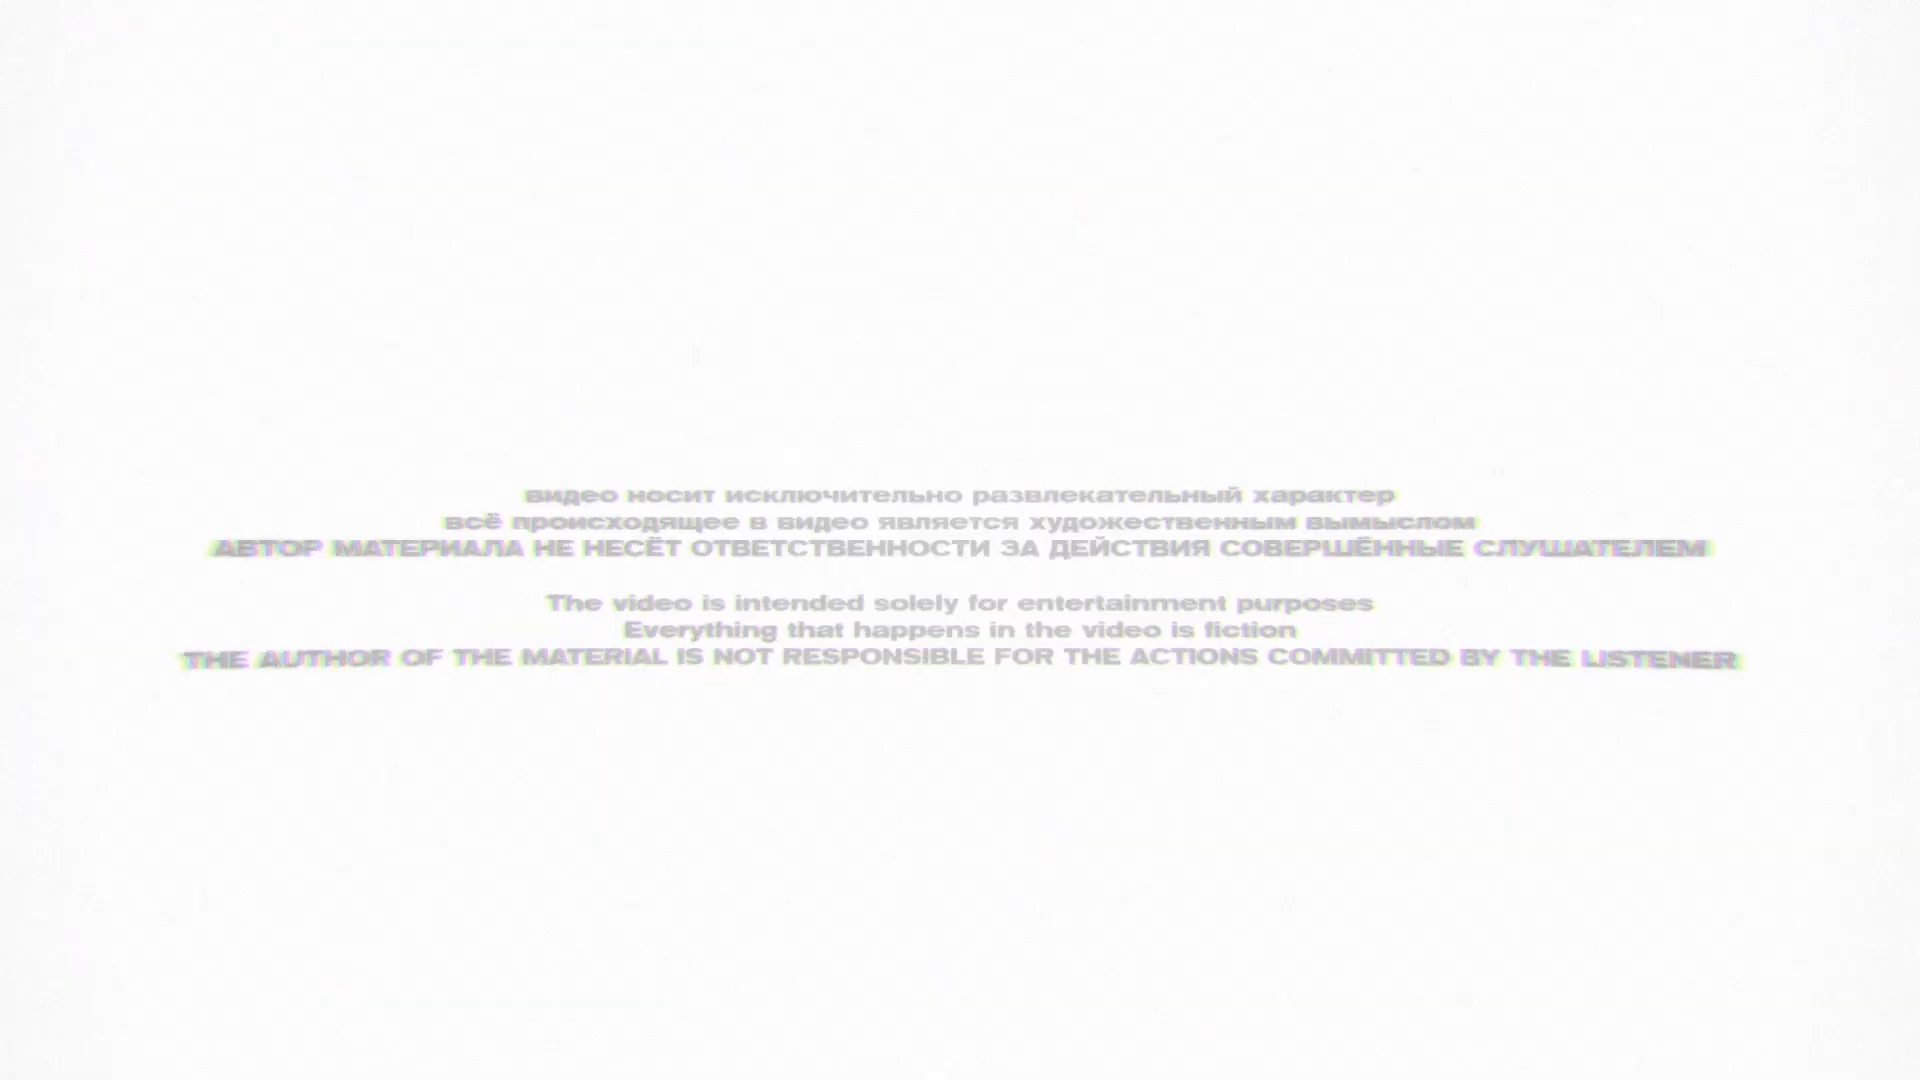 видео носит исключительно развлекательный характер
всё происходящее в видео является художественным вымыслом
АВТОР МАТЕРИАЛА НЕ НЕСЁТ ОТВЕТСТВЕННОСТИ ЗА ДЕЙСТВИЯ СОВЕРШЁННЫЕ СЛУШАТЕЛЕМ
The video is intended solely for entertainment purposes
Everything that happens in the video is fiction
THE AUTHOR OF THE MATERIAL IS NOT RESPONSIBLE FOR THE ACTIONS COMMITTED BY THE LISTENER